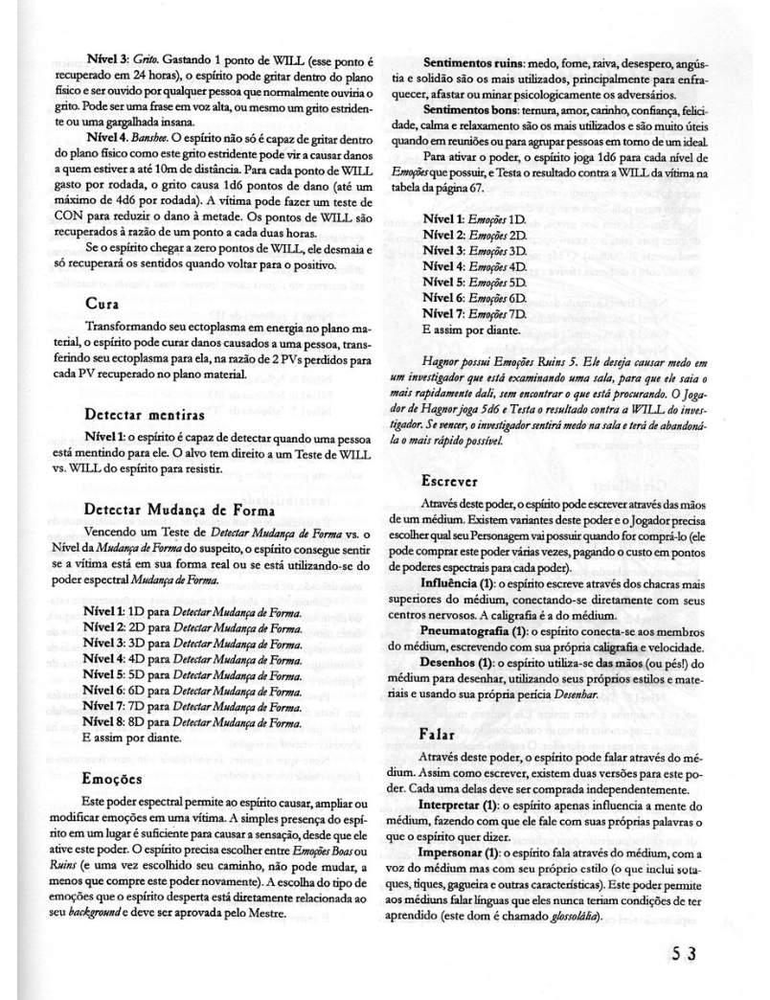 Nível 3: Grito. Gastando 1 ponto de WILL (esse ponto é
recuperado em 24 horas), o espírito pode gritar dentro do plano
físico e ser ouvido por qualquer pessoa que normalmente ouviria o
grito. Pode ser uma frase em voz alta, ou mesmo um grito estriden-
te ou uma gargalhada insana.
Nível 4. Banshee. O espírito não só é capaz de gritar dentro
do plano físico como este grito estridente pode vir a causar danos
a quem estiver a até 10m de distância. Para cada ponto de WILL
gasto por rodada, o grito causa 1d6 pontos de dano (até um
máximo de 4d6 por rodada). A vítima pode fazer um teste de
CON para reduzir o dano à metade. Os pontos de WILL são
recuperados à razão de um ponto a cada duas horas.
Se o espírito chegar a zero pontos de WILL, ele desmaia e
só recuperará os sentidos quando voltar para o positivo.
Cura
Transformando seu ectoplasma em energia no plano ma-
terial, o espírito pode curar danos causados a uma pessoa, trans-
ferindo seu ectoplasma para ela, na razão de 2 PVs perdidos para
cada PV recuperado no plano material.
Detectar mentiras
Nível 1: o espírito é capaz de detectar quando uma pessoa
está mentindo para ele. O alvo tem direito a um Teste de WILL
vs. WILL do espírito para resistir.
Detectar Mudança de Forma
Vencendo um Teste de Detectar Mudança de Forma vs. o
Nível da Mudança de Forma do suspeito, o espírito consegue sentir
se a vítima está em sua forma real ou se está utilizando-se do
poder espectral Mudança de Forma.
Nível 1: 1D para Detectar Mudança de Forma.
Nível 2: 2D para Detectar Mudança de Forma.
Nível 3: 3D para Detectar Mudança de Forma.
Nível 4: 4D para Detectar Mudança de Forma.
Nível 5: 5D para Detectar Mudança de Forma.
Nível 6: 6D para Detectar Mudança de Forma.
Nível 7: 7D para Detectar Mudança de Forma.
Nível 8: 8D para Detectar Mudança de Forma.
E assim por diante.
Emoções
Este poder espectral permite ao espírito causar, ampliar ou
modificar emoções em uma vítima. A simples presença do espí-
rito em um lugar é suficiente para causar a sensação, desde que ele
ative este poder. O espírito precisa escolher entre Emoções Boas ou
Ruins (e uma vez escolhido seu caminho, não pode mudar, a
menos que compre este poder novamente). A escolha do tipo de
emoções que o espírito desperta está diretamente relacionada ao
seu background e deve ser aprovada pelo Mestre.
Sentimentos ruins: medo, fome, raiva, desespero, angús-
tia e solidão são os mais utilizados, principalmente para enfra-
quecer, afastar ou minar psicologicamente os adversários.
Sentimentos bons: ternura, amor, carinho, confiança, felici-
dade, calma e relaxamento são os mais utilizados e são muito úteis
quando em reuniões ou para agrupar pessoas em torno de um ideal.
Para ativar o poder, o espírito joga 1d6 para cada nível de
Emoções que possuir, e Testa o resultado contra a WILL da vítima na
tabela da página 67.
Nível 1: Emoções 1D.
Nível 2: Emoções 2D.
Nível 3: Emoções 3D.
Nível 4: Emoções 4D.
Nível 5: Emoções 5D.
Nível 6: Emoções 6D.
Nível 7: Emoções 7D.
E assim por diante.
Hagnor possui Emoções Ruins 5. Ele deseja causar medo em
um investigador que está examinando uma sala, para que ele saia o
mais rapidamente dali, sem encontrar o que está procurando. O Joga-
dor de Hagnor joga 5d6 e Testa o resultado contra a WILL do inves-
tigador. Se vencer, o investigador sentirá medo na sala e terá de abandoná-
la o mais rápido possível.
Escrever
Através deste poder, o espírito pode escrever através das mãos
de um médium. Existem variantes deste poder e o Jogador precisa
escolher qual seu Personagem vai possuir quando for comprá-lo (ele
pode comprar este poder várias vezes, pagando o custo em pontos
de poderes espectrais para cada poder).
Influência (1): o espírito escreve através dos chacras mais
superiores do médium, conectando-se diretamente com seus
centros nervosos. A caligrafia é a do médium.
Pneumatografia (1): o espírito conecta-se aos membros
do médium, escrevendo com sua própria caligrafia e velocidade.
Desenhos (1): o espírito utiliza-se das mãos (ou pés!) do
médium para desenhar, utilizando seus próprios estilos e mate-
riais e usando sua própria perícia Desenhar.
Falar
Através deste poder, o espírito pode falar através do mé-
dium. Assim como escrever, existem duas versões para este po-
der. Cada uma delas deve ser comprada independentemente.
Interpretar (1): o espírito apenas influencia a mente do
médium, fazendo com que ele fale com suas próprias palavras o
que o espírito quer dizer.
Impersonar (1): o espírito fala através do médium, com a
voz do médium mas com seu próprio estilo (o que inclui sota-
ques, tiques, gagueira e outras características). Este poder permite
aos médiuns falar línguas que eles nunca teriam condições de ter
aprendido (este dom é chamado glossolália).
53